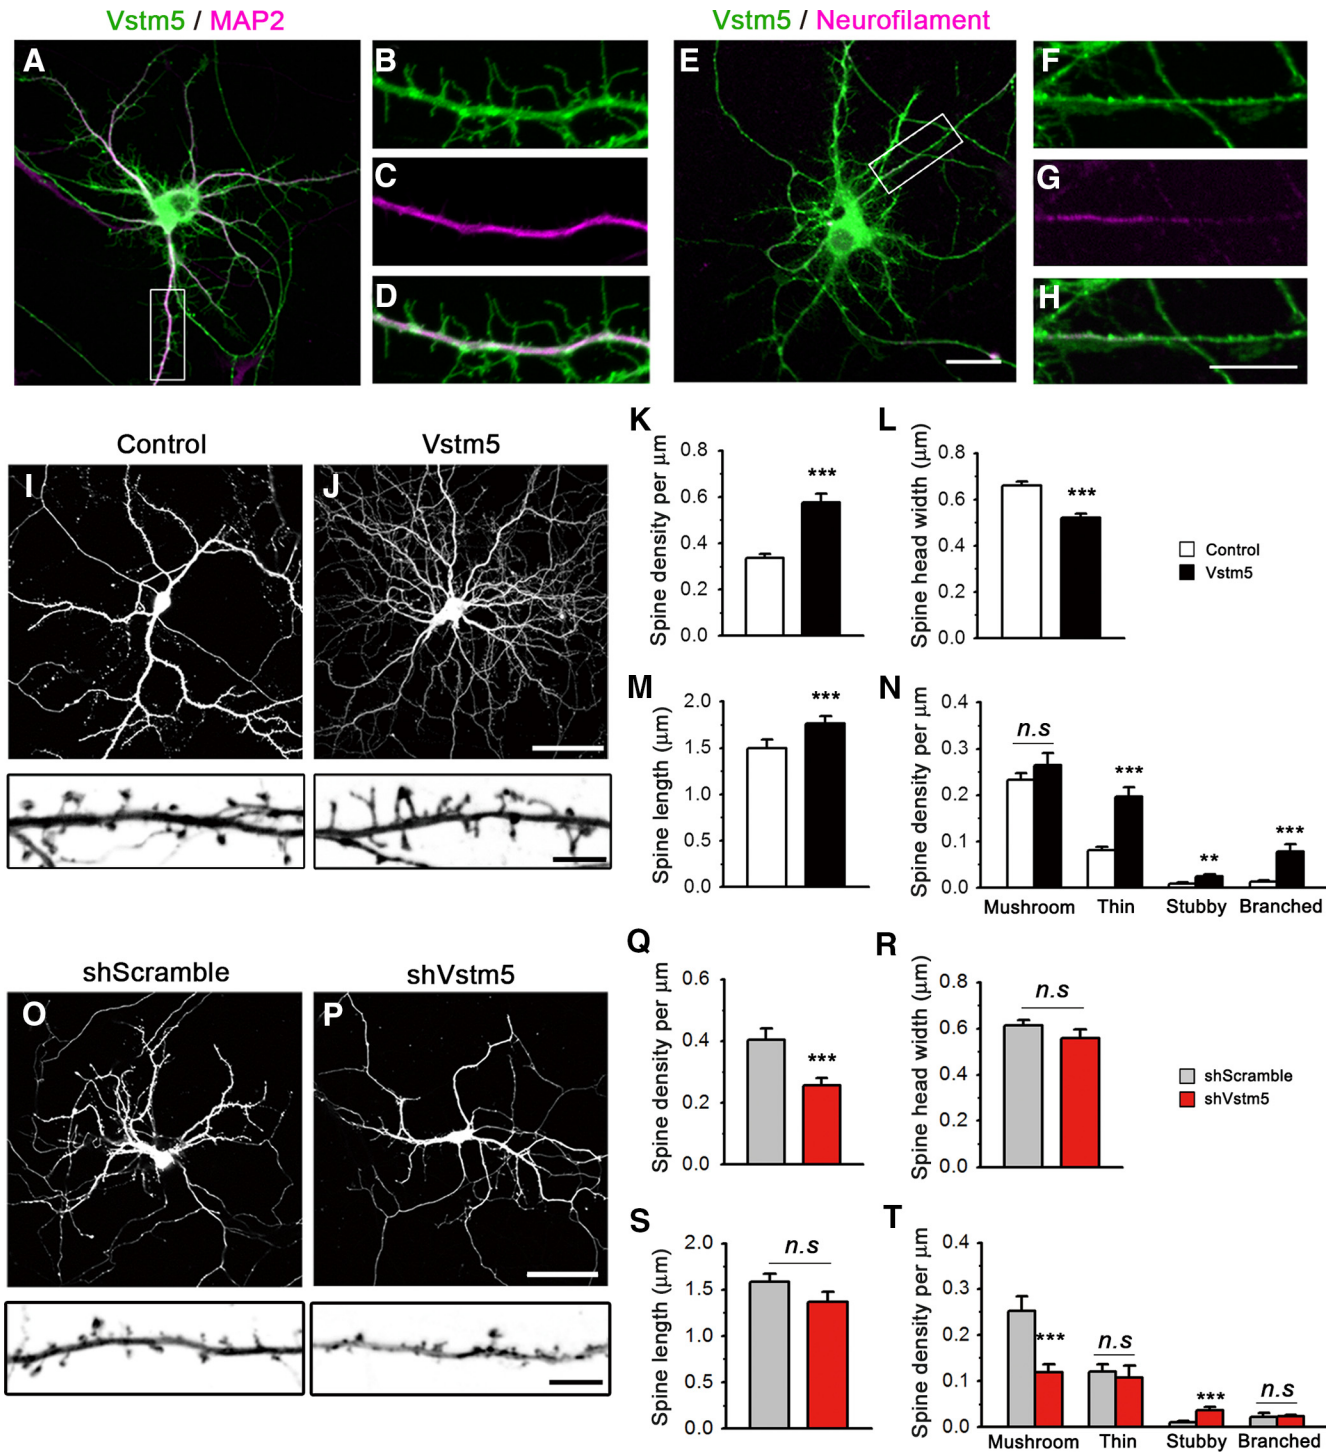 Vstm5 / MAP2
Vstm5 / Neurofilament
A
B
C
D
E
F
G
H
Control
Vstm5
I
J
K
Spine density per μm
0.8
0.6
0.4
0.2
0.0
***
L
Spine head width (μm)
0.8
0.6
0.4
0.2
0.0
***
Control
Vstm5
M
Spine length (μm)
2.0
1.5
1.0
0.5
0.0
***
N
Spine density per μm
0.4
0.3
0.2
0.1
0.0
n.s
***
**
***
Mushroom Thin Stubby Branched
shScramble
shVstm5
O
P
Q
Spine density per μm
0.6
0.4
0.2
0.0
***
R
Spine head width (μm)
0.8
0.6
0.4
0.2
0.0
n.s
shScramble
shVstm5
S
Spine length (μm)
2.0
1.5
1.0
0.5
0.0
n.s
T
Spine density per μm
0.4
0.3
0.2
0.1
0.0
***
n.s
***
n.s
Mushroom Thin Stubby Branched